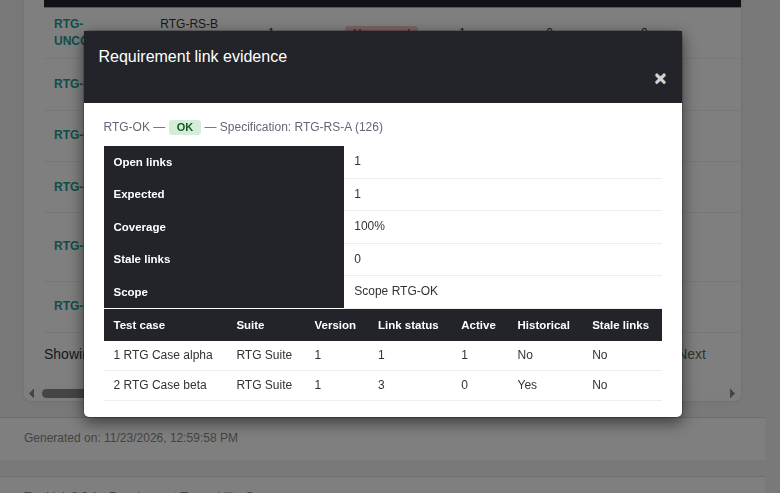 RTG- RTG-RS-B
UNCO
Requirement link evidence
×
RTG-OK — OK — Specification: RTG-RS-A (126)
Open links 1
Expected 1
Coverage 100%
Stale links 0
Scope Scope RTG-OK
Test case Suite Version Link status Active Historical Stale links
1 RTG Case alpha RTG Suite 1 1 1 No No
2 RTG Case beta RTG Suite 1 3 0 Yes No
RTG-
RTG-
RTG-
RTG-
RTG-
Showi Next
Generated on: 11/23/2026, 12:59:58 PM